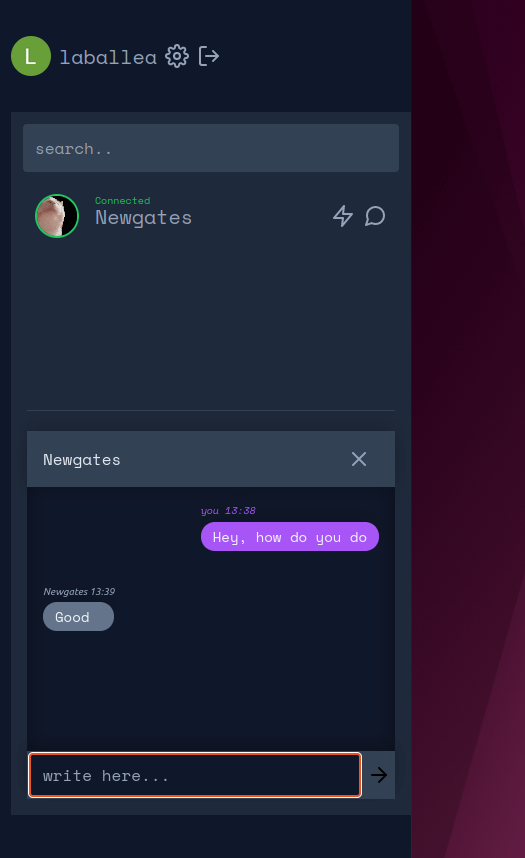 L laballea
search..
Connected
Newgates
Newgates
you 13:38
Hey, how do you do
Newgates 13:39
Good
write here...